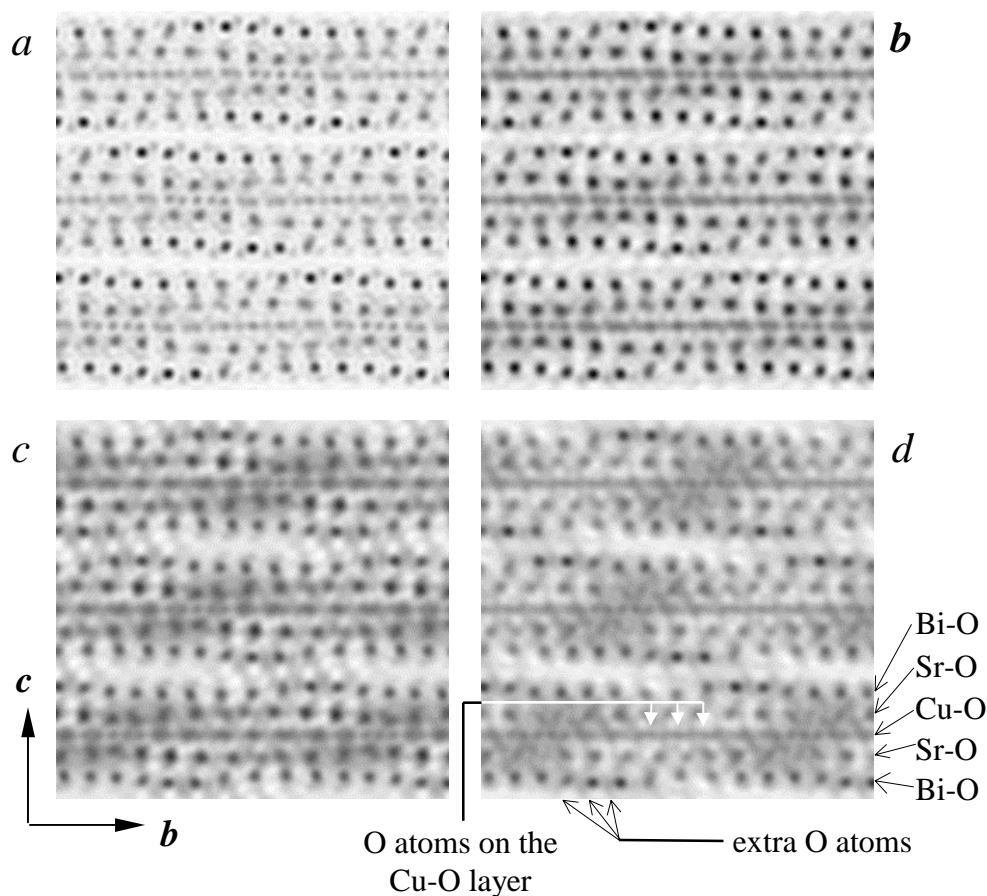 a
b
c
d
Bi-O
Sr-O
Cu-O
Sr-O
Bi-O
c
b
O atoms on the
Cu-O layer
extra O atoms